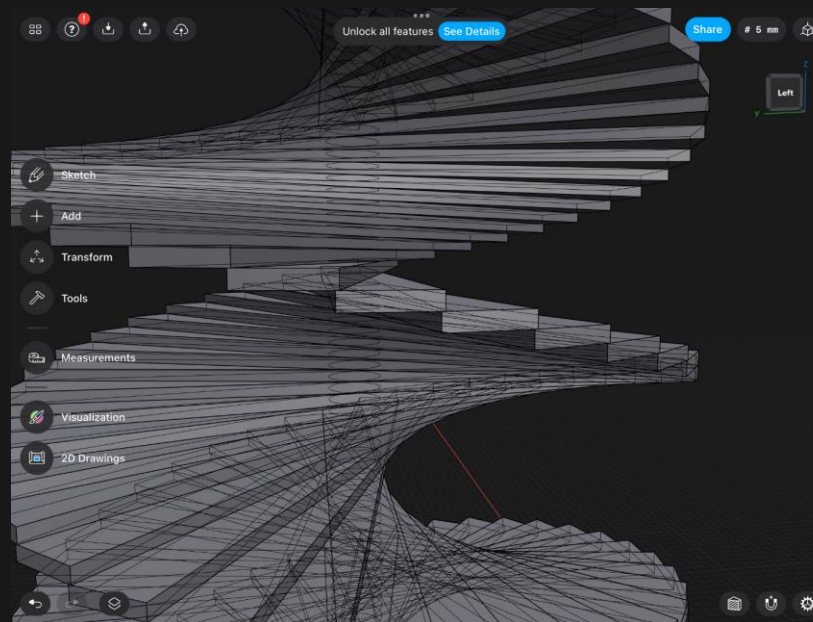 Unlock all features See Details
Share
# 5 mm
Left
z
y
Sketch
Add
Transform
Tools
Measurements
Visualization
2D Drawings